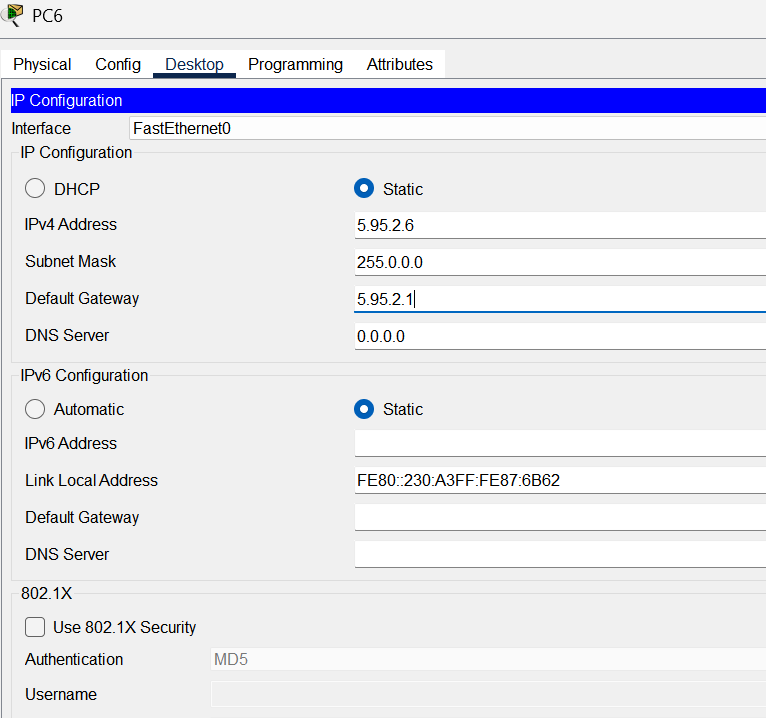 PC6
Physical Config Desktop Programming Attributes
IP Configuration
Interface FastEthernet0
IP Configuration
DHCP Static
IPv4 Address 5.95.2.6
Subnet Mask 255.0.0.0
Default Gateway 5.95.2.1
DNS Server 0.0.0.0
IPv6 Configuration
Automatic Static
IPv6 Address
Link Local Address FE80::230:A3FF:FE87:6B62
Default Gateway
DNS Server
802.1X
Use 802.1X Security
Authentication MD5
Username